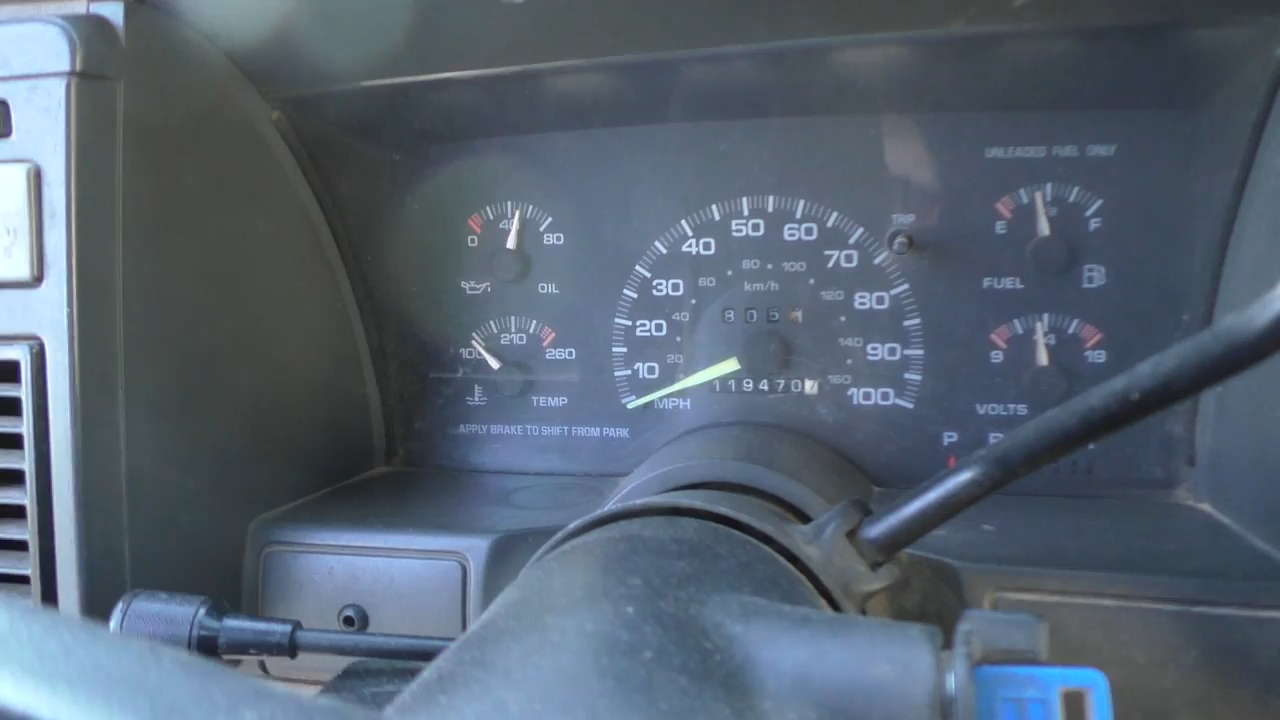 UNLEADED FUEL ONLY
0 40 80
OIL
100 210 260
TEMP
APPLY BRAKE TO SHIFT FROM PARK
10 20 30 40 50 60 70 80 90 100
MPH
20 40 60 80 100 120 140 160
km/h
805
119470
TRIP
E F
FUEL
9 19
VOLTS
P